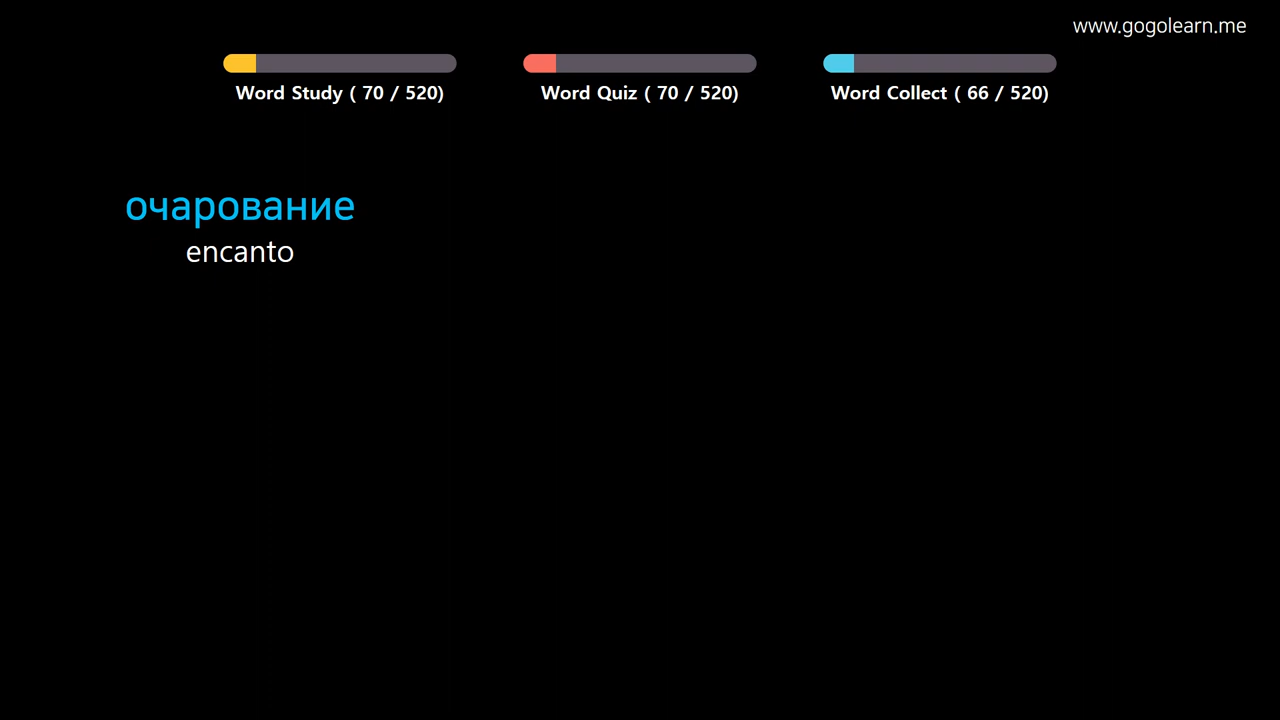 www.gogolearn.me
Word Study ( 70 / 520)
Word Quiz ( 70 / 520)
Word Collect ( 66 / 520)
очарование
encanto